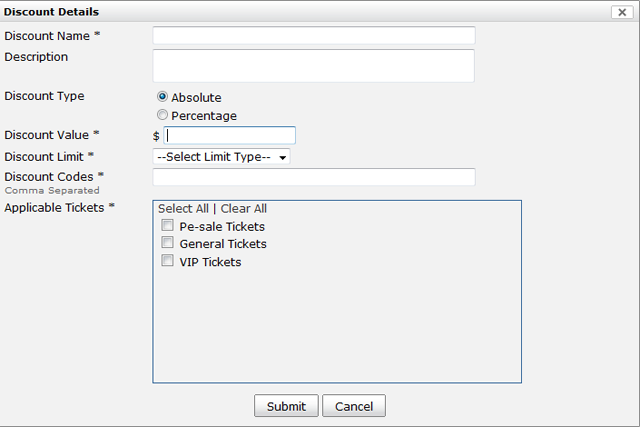 Discount Details
Discount Name *
Description
Discount Type
Absolute
Percentage
Discount Value * $
Discount Limit * --Select Limit Type--
Discount Codes *
Comma Separated
Applicable Tickets *
Select All | Clear All
Pe-sale Tickets
General Tickets
VIP Tickets
Submit Cancel